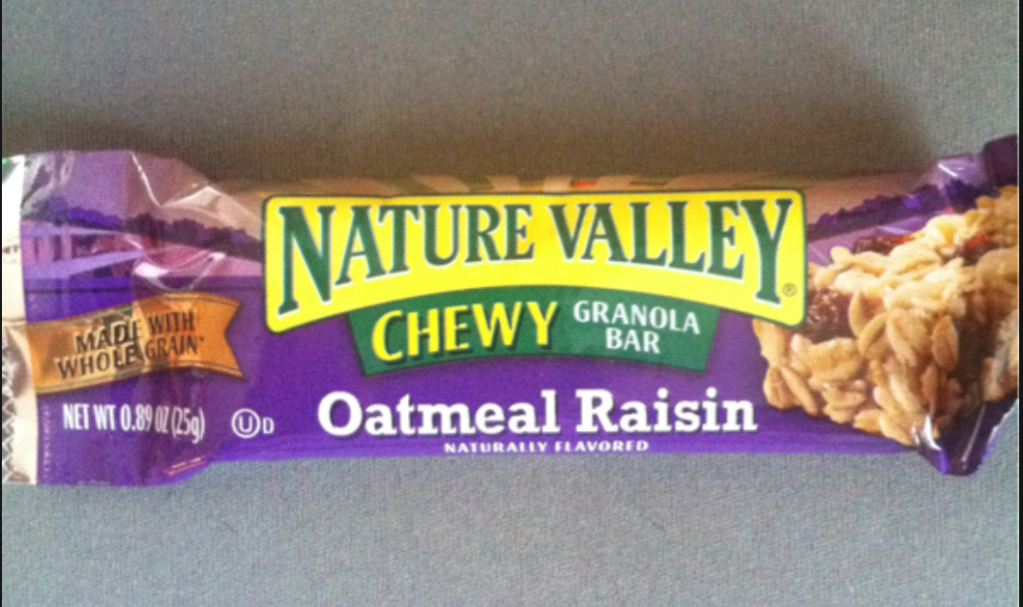 NATURE VALLEY®
CHEWY
GRANOLA
BAR
MADE WITH
WHOLE GRAIN*
NET WT 0.89 OZ (25g)
U D
Oatmeal Raisin
NATURALLY FLAVORED